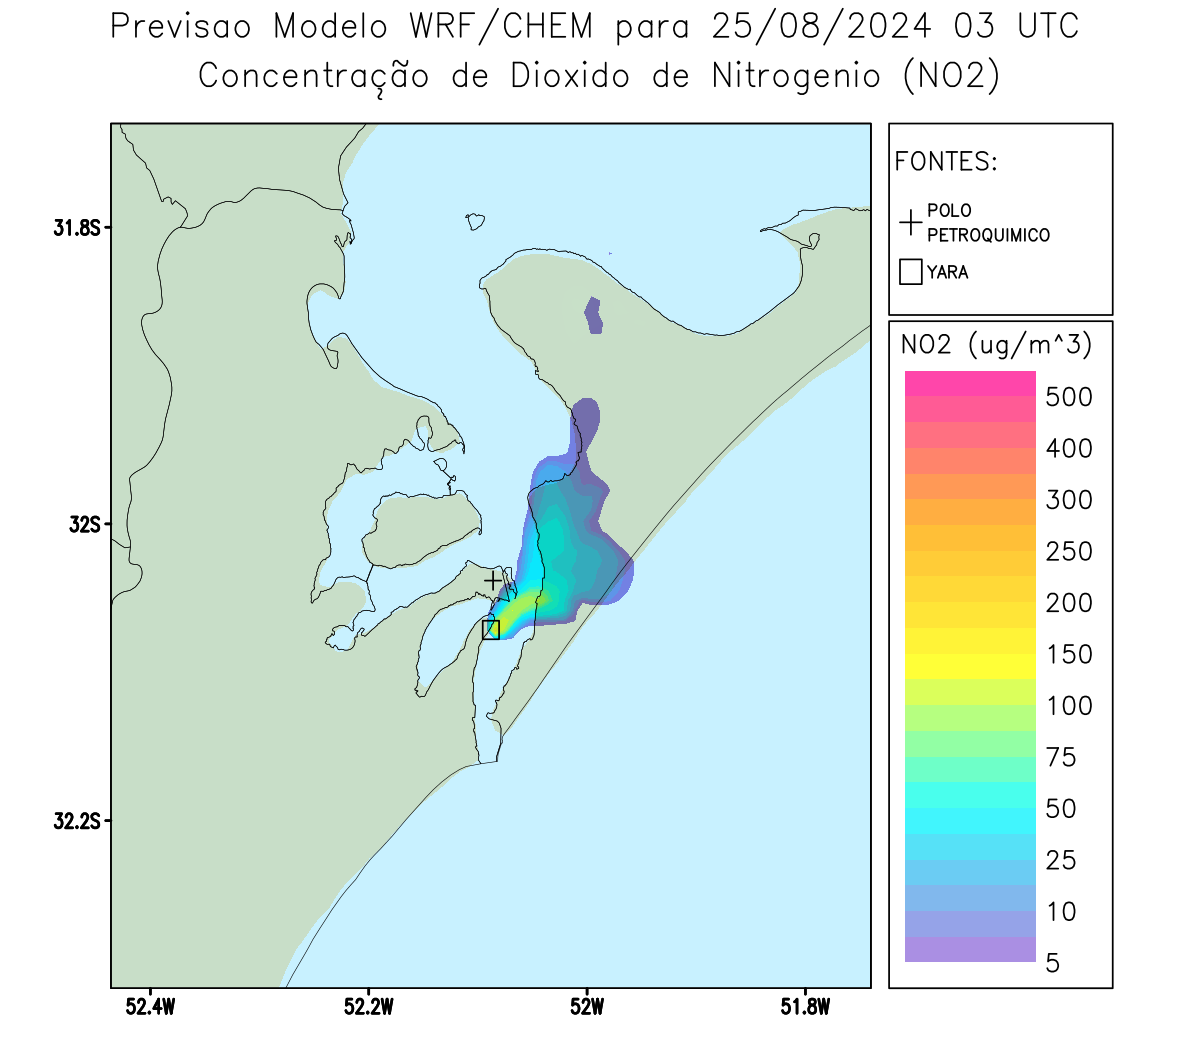 Previsao Modelo WRF/CHEM para 25/08/2024 03 UTC
Concentração de Dioxido de Nitrogenio (NO2)
FONTES:
POLO
PETROQUIMICO
YARA
NO2 (ug/m^3)
500
400
300
250
200
150
100
75
50
25
10
5
31.8S
32S
32.2S
52.4W
52.2W
52W
51.8W